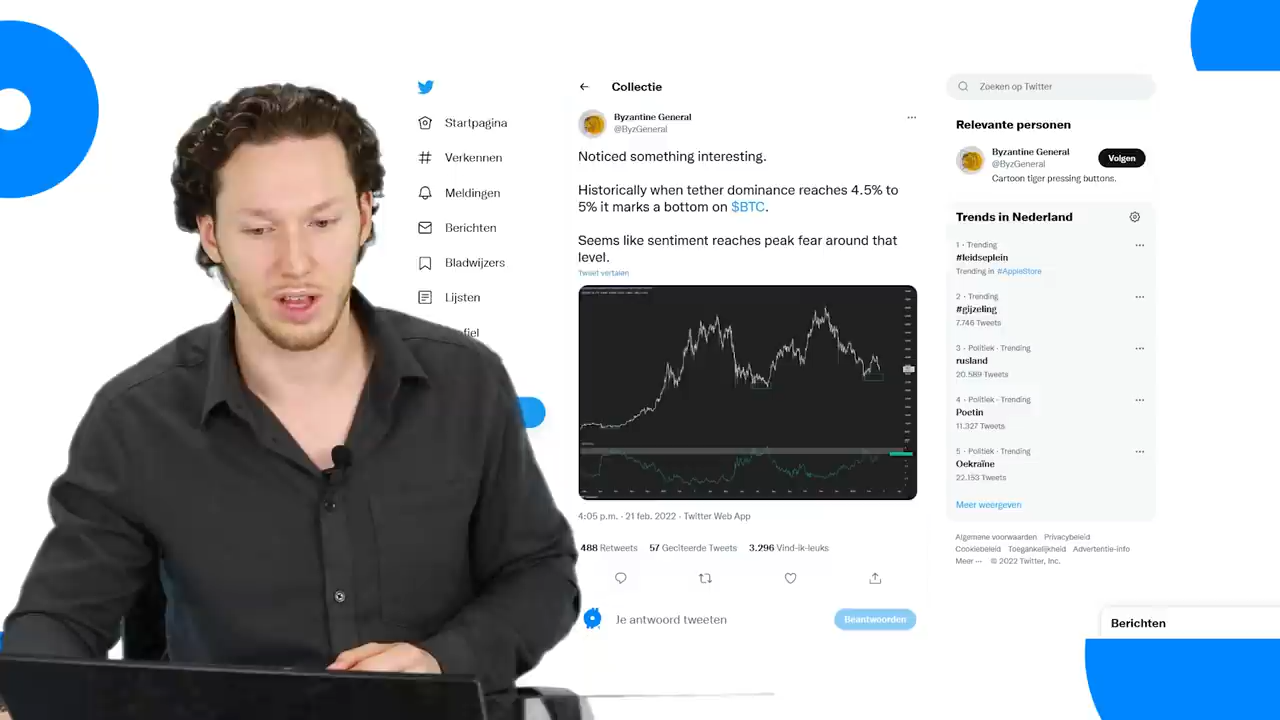 Startpagina
Verkennen
Meldingen
Berichten
Bladwijzers
Lijsten
Collectie
Byzantine General
@ByzGeneral
Noticed something interesting.
Historically when tether dominance reaches 4.5% to
5% it marks a bottom on $BTC.
Seems like sentiment reaches peak fear around that
level.
Tweet vertalen
4:05 p.m. · 21 feb. 2022 · Twitter Web App
488 Retweets 57 Geciteerde Tweets 3.296 Vind-ik-leuks
Je antwoord tweeten
Beantwoorden
Zoeken op Twitter
Relevante personen
Byzantine General
@ByzGeneral
Volgen
Cartoon tiger pressing buttons.
Trends in Nederland
1 · Trending
#leidseplein
Trending in #AppleStore
2 · Trending
#gijzeling
7.746 Tweets
3 · Politiek · Trending
rusland
20.589 Tweets
4 · Politiek · Trending
Poetin
11.327 Tweets
5 · Politiek · Trending
Oekraïne
22.153 Tweets
Meer weergeven
Algemene voorwaarden Privacybeleid
Cookiebeleid Toegankelijkheid Advertentie-info
Meer ··· © 2022 Twitter, Inc.
Berichten